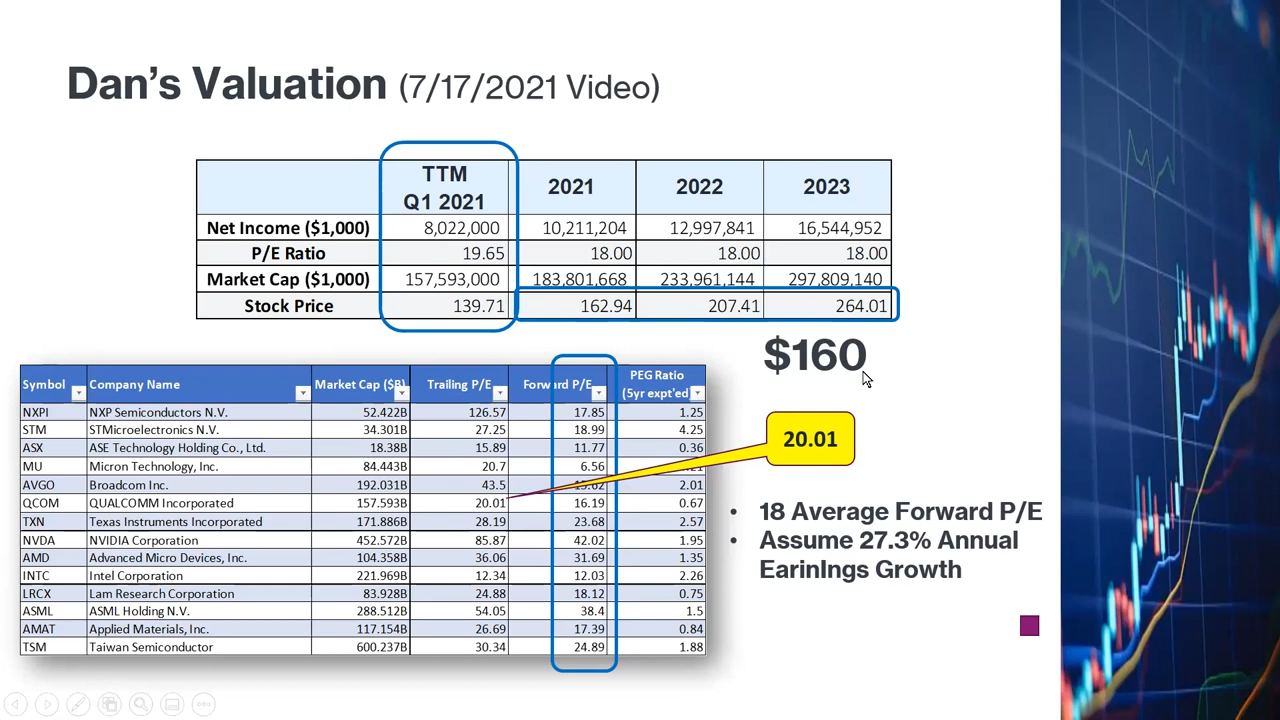 Dan's Valuation (7/17/2021 Video)
TTM Q1 2021 2021 2022 2023
Net Income ($1,000) 8,022,000 10,211,204 12,997,841 16,544,952
P/E Ratio 19.65 18.00 18.00 18.00
Market Cap ($1,000) 157,593,000 183,801,668 233,961,144 297,809,140
Stock Price 139.71 162.94 207.41 264.01
$160
Symbol Company Name Market Cap ($B) Trailing P/E Forward P/E PEG Ratio (5yr expt'ed)
NXPI NXP Semiconductors N.V. 52.422B 126.57 17.85 1.25
STM STMicroelectronics N.V. 34.301B 27.25 18.99 4.25
ASX ASE Technology Holding Co., Ltd. 18.38B 15.89 11.77 0.36
MU Micron Technology, Inc. 84.443B 20.7 6.56
AVGO Broadcom Inc. 192.031B 43.5 2.01
QCOM QUALCOMM Incorporated 157.593B 20.01 16.19 0.67
TXN Texas Instruments Incorporated 171.886B 28.19 23.68 2.57
NVDA NVIDIA Corporation 452.572B 85.87 42.02 1.95
AMD Advanced Micro Devices, Inc. 104.358B 36.06 31.69 1.35
INTC Intel Corporation 221.969B 12.34 12.03 2.26
LRCX Lam Research Corporation 83.928B 24.88 18.12 0.75
ASML ASML Holding N.V. 288.512B 54.05 38.4 1.5
AMAT Applied Materials, Inc. 117.154B 26.69 17.39 0.84
TSM Taiwan Semiconductor 600.237B 30.34 24.89 1.88
20.01
• 18 Average Forward P/E
• Assume 27.3% Annual
EarinIngs Growth